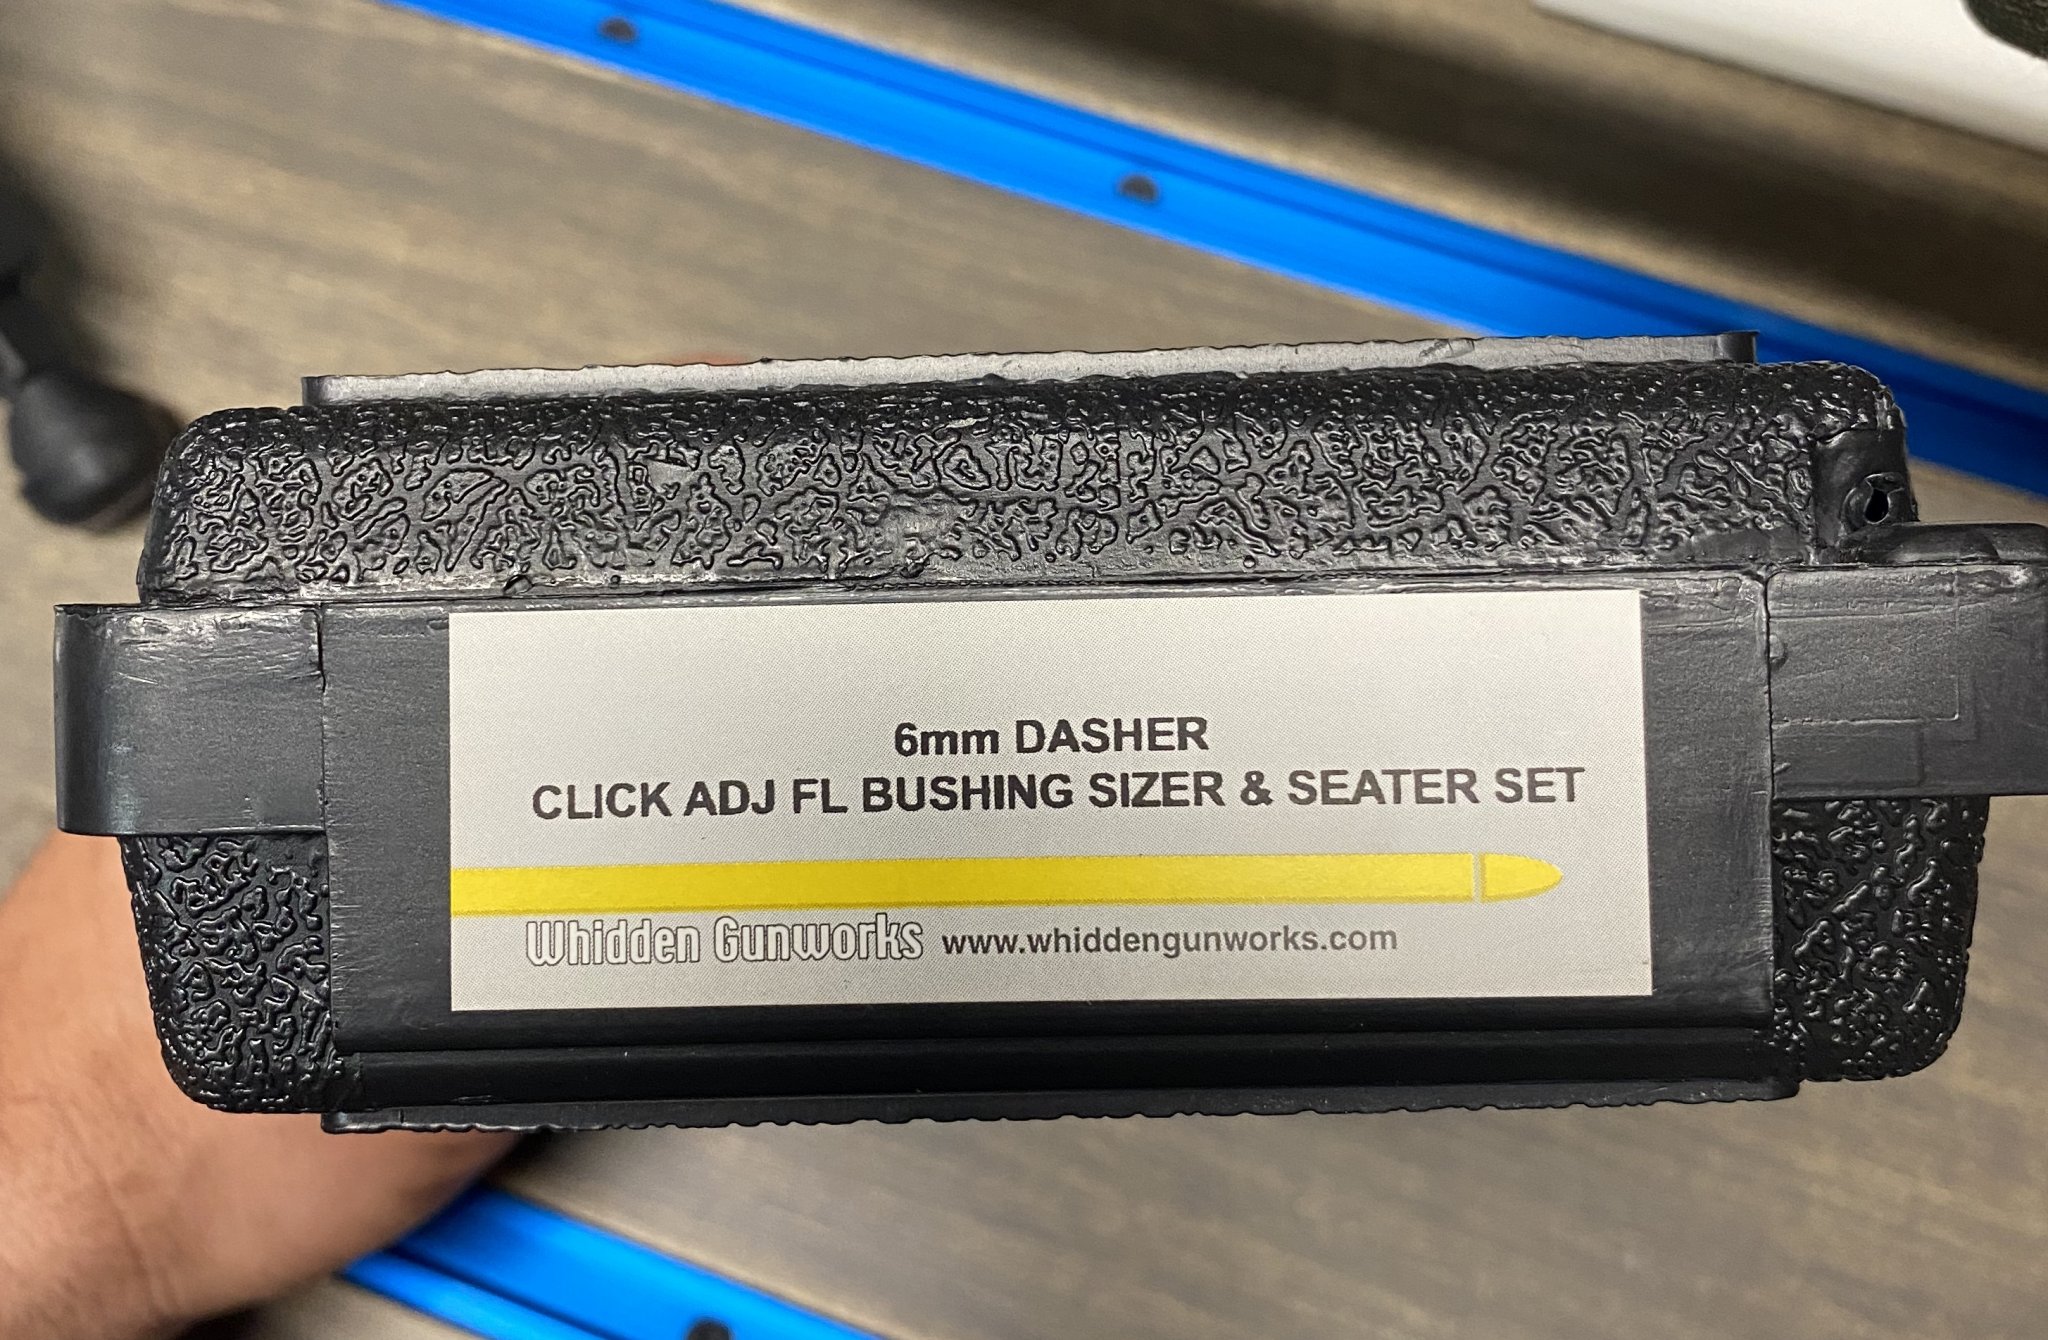 6mm DASHER
CLICK ADJ FL BUSHING SIZER & SEATER SET
Whidden Gunworks www.whiddengunworks.com